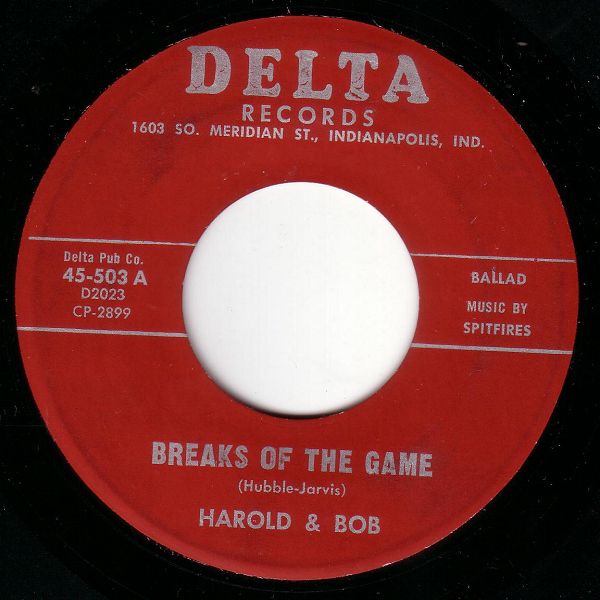 DELTA
RECORDS
1603 SO. MERIDIAN ST., INDIANAPOLIS, IND.
Delta Pub Co.
45-503 A
D2023
CP-2899
BALLAD
MUSIC BY
SPITFIRES
BREAKS OF THE GAME
(Hubble-Jarvis)
HAROLD & BOB